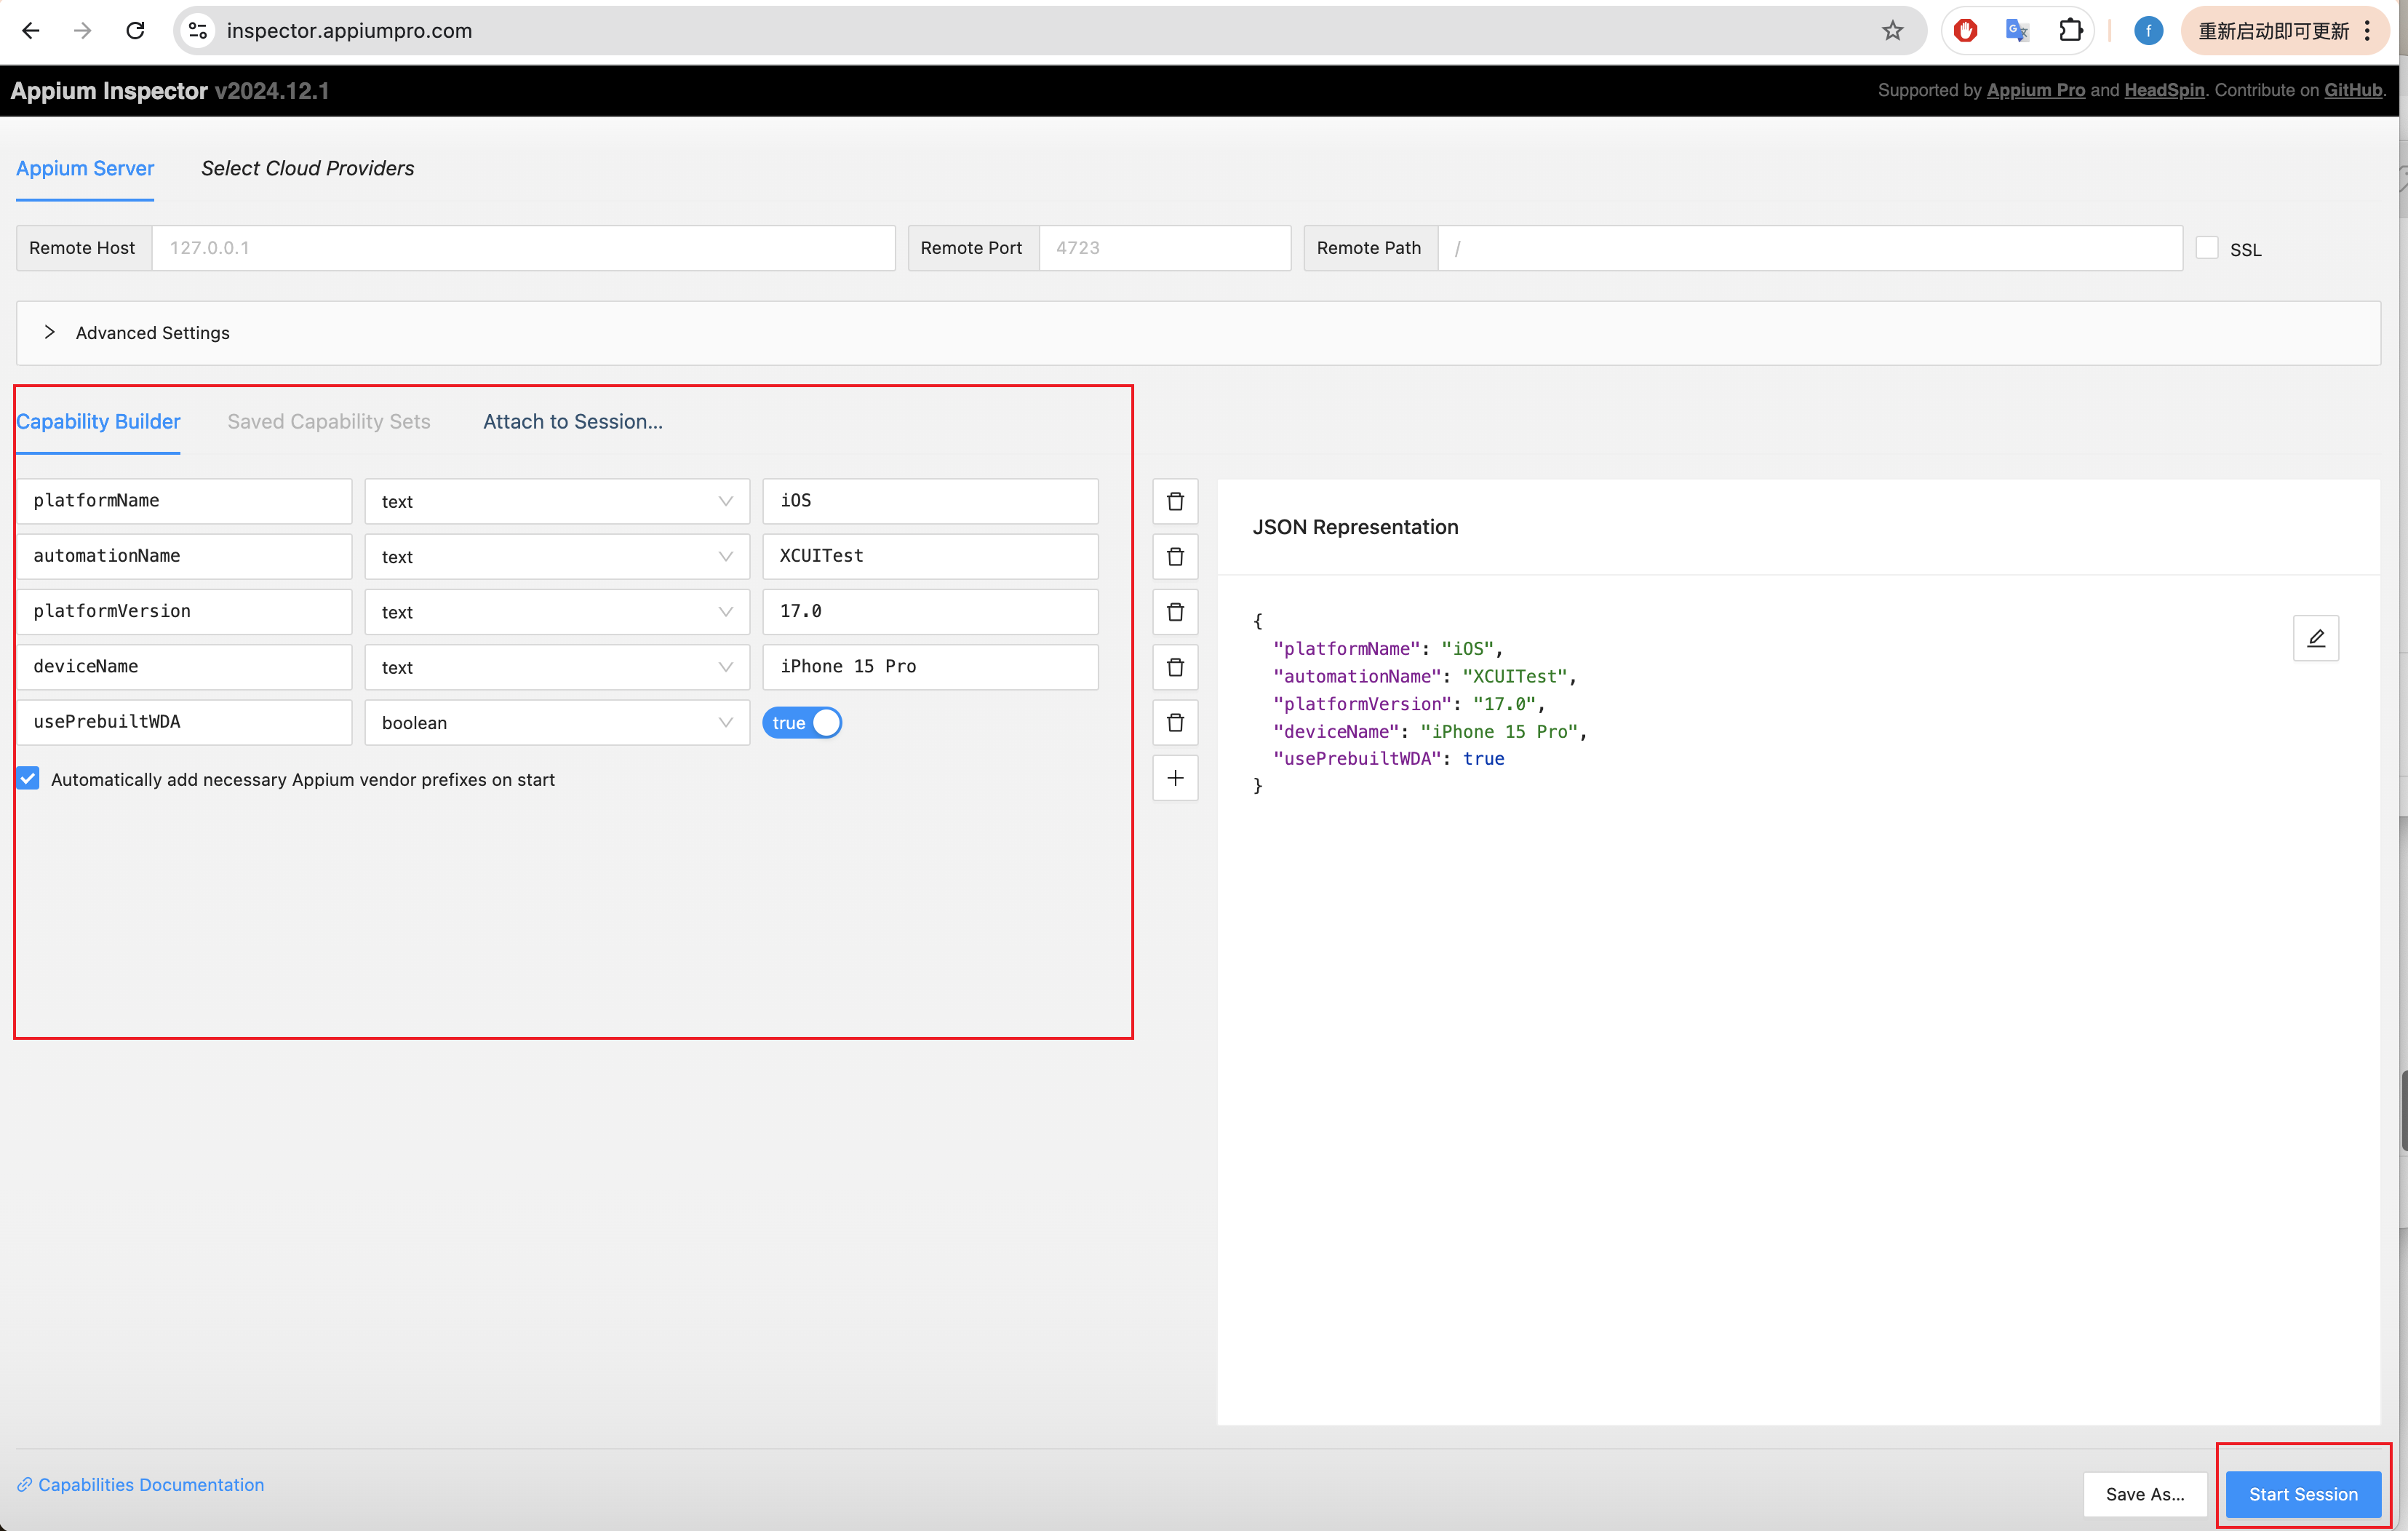 inspector.appiumpro.com
f
重新启动即可更新
Appium Inspector v2024.12.1
Supported by Appium Pro and HeadSpin. Contribute on GitHub.
Appium Server
Select Cloud Providers
Remote Host
127.0.0.1
Remote Port
4723
Remote Path
/
SSL
Advanced Settings
Capability Builder
Saved Capability Sets
Attach to Session...
platformName
text
iOS
automationName
text
XCUITest
platformVersion
text
17.0
deviceName
text
iPhone 15 Pro
usePrebuiltWDA
boolean
true
Automatically add necessary Appium vendor prefixes on start
JSON Representation
{
"platformName": "iOS",
"automationName": "XCUITest",
"platformVersion": "17.0",
"deviceName": "iPhone 15 Pro",
"usePrebuiltWDA": true
}
Capabilities Documentation
Save As...
Start Session